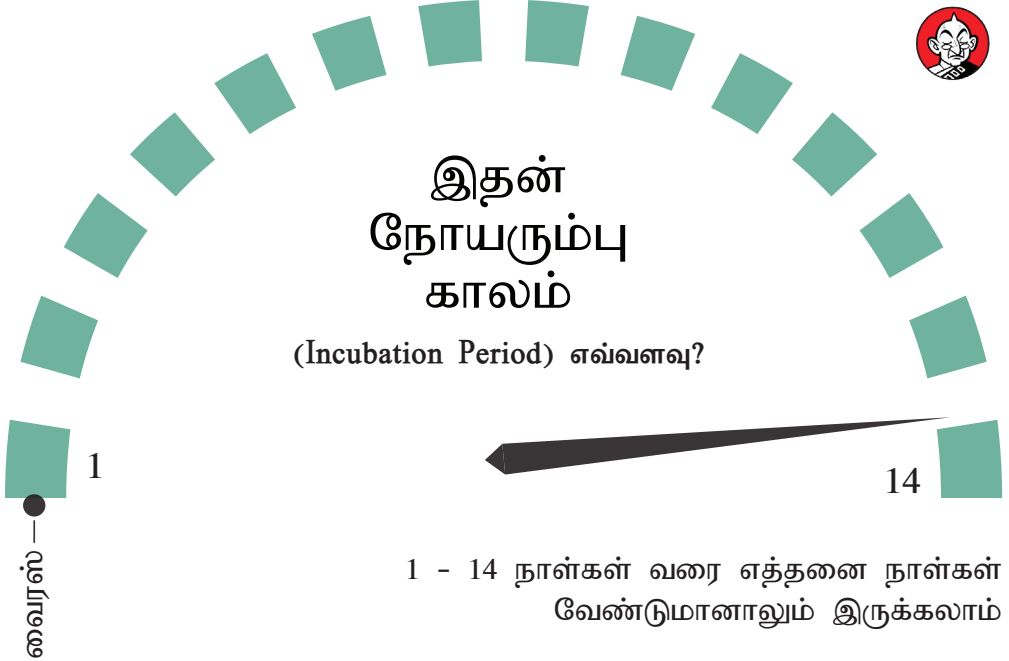 இதன்
நோயரும்பு
காலம்
(Incubation Period) எவ்வளவு?
1
14
வைரஸ்
1 - 14 நாள்கள் வரை எத்தனை நாள்கள்
வேண்டுமானாலும் இருக்கலாம்